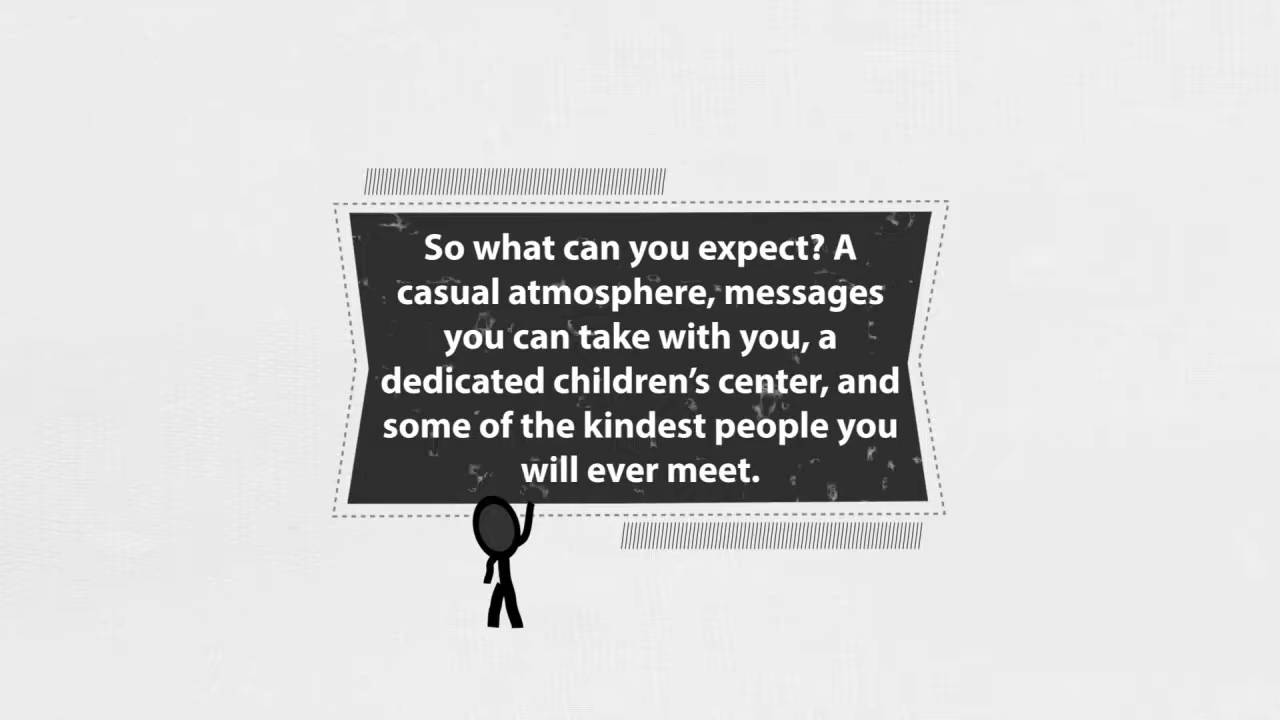 So what can you expect? A
casual atmosphere, messages
you can take with you, a
dedicated children’s center, and
some of the kindest people you
will ever meet.